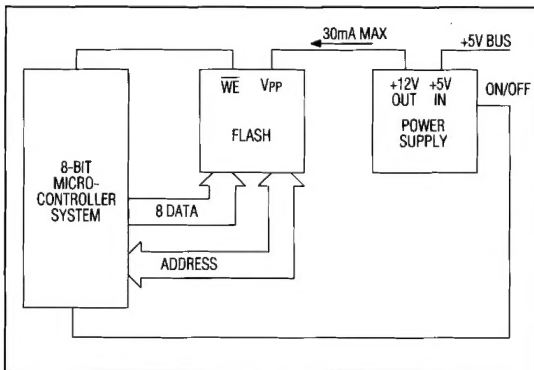 30mA MAX
+5V BUS
WE VPP
FLASH
+12V +5V
OUT IN
POWER
SUPPLY
ON/OFF
8-BIT
MICRO-
CONTROLLER
SYSTEM
8 DATA
ADDRESS